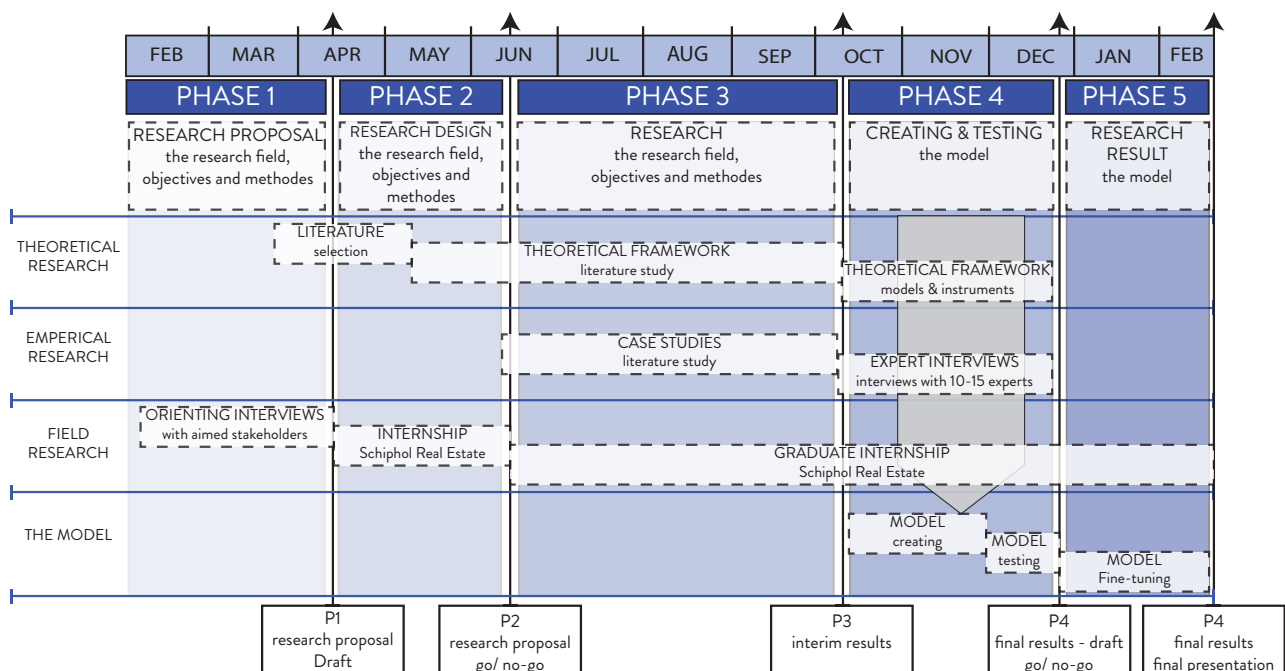 FEB MAR APR MAY JUN JUL AUG SEP OCT NOV DEC JAN FEB
PHASE 1 PHASE 2 PHASE 3 PHASE 4 PHASE 5
RESEARCH PROPOSAL
the research field,
objectives and methodes
RESEARCH DESIGN
the research field,
objectives and
methodes
RESEARCH
the research field,
objectives and methodes
CREATING & TESTING
the model
RESEARCH
RESULT
the model
THEORETICAL
RESEARCH
LITERATURE
selection
THEORETICAL FRAMEWORK
literature study
THEORETICAL FRAMEWORK
models & instruments
EMPERICAL
RESEARCH
CASE STUDIES
literature study
EXPERT INTERVIEWS
interviews with 10-15 experts
FIELD
RESEARCH
ORIENTING INTERVIEWS
with aimed stakeholders
INTERNSHIP
Schiphol Real Estate
GRADUATE INTERNSHIP
Schiphol Real Estate
THE MODEL
MODEL
creating
MODEL
testing
MODEL
Fine-tuning
P1
research proposal
Draft
P2
research proposal
go/ no-go
P3
interim results
P4
final results - draft
go/ no-go
P4
final results
final presentation